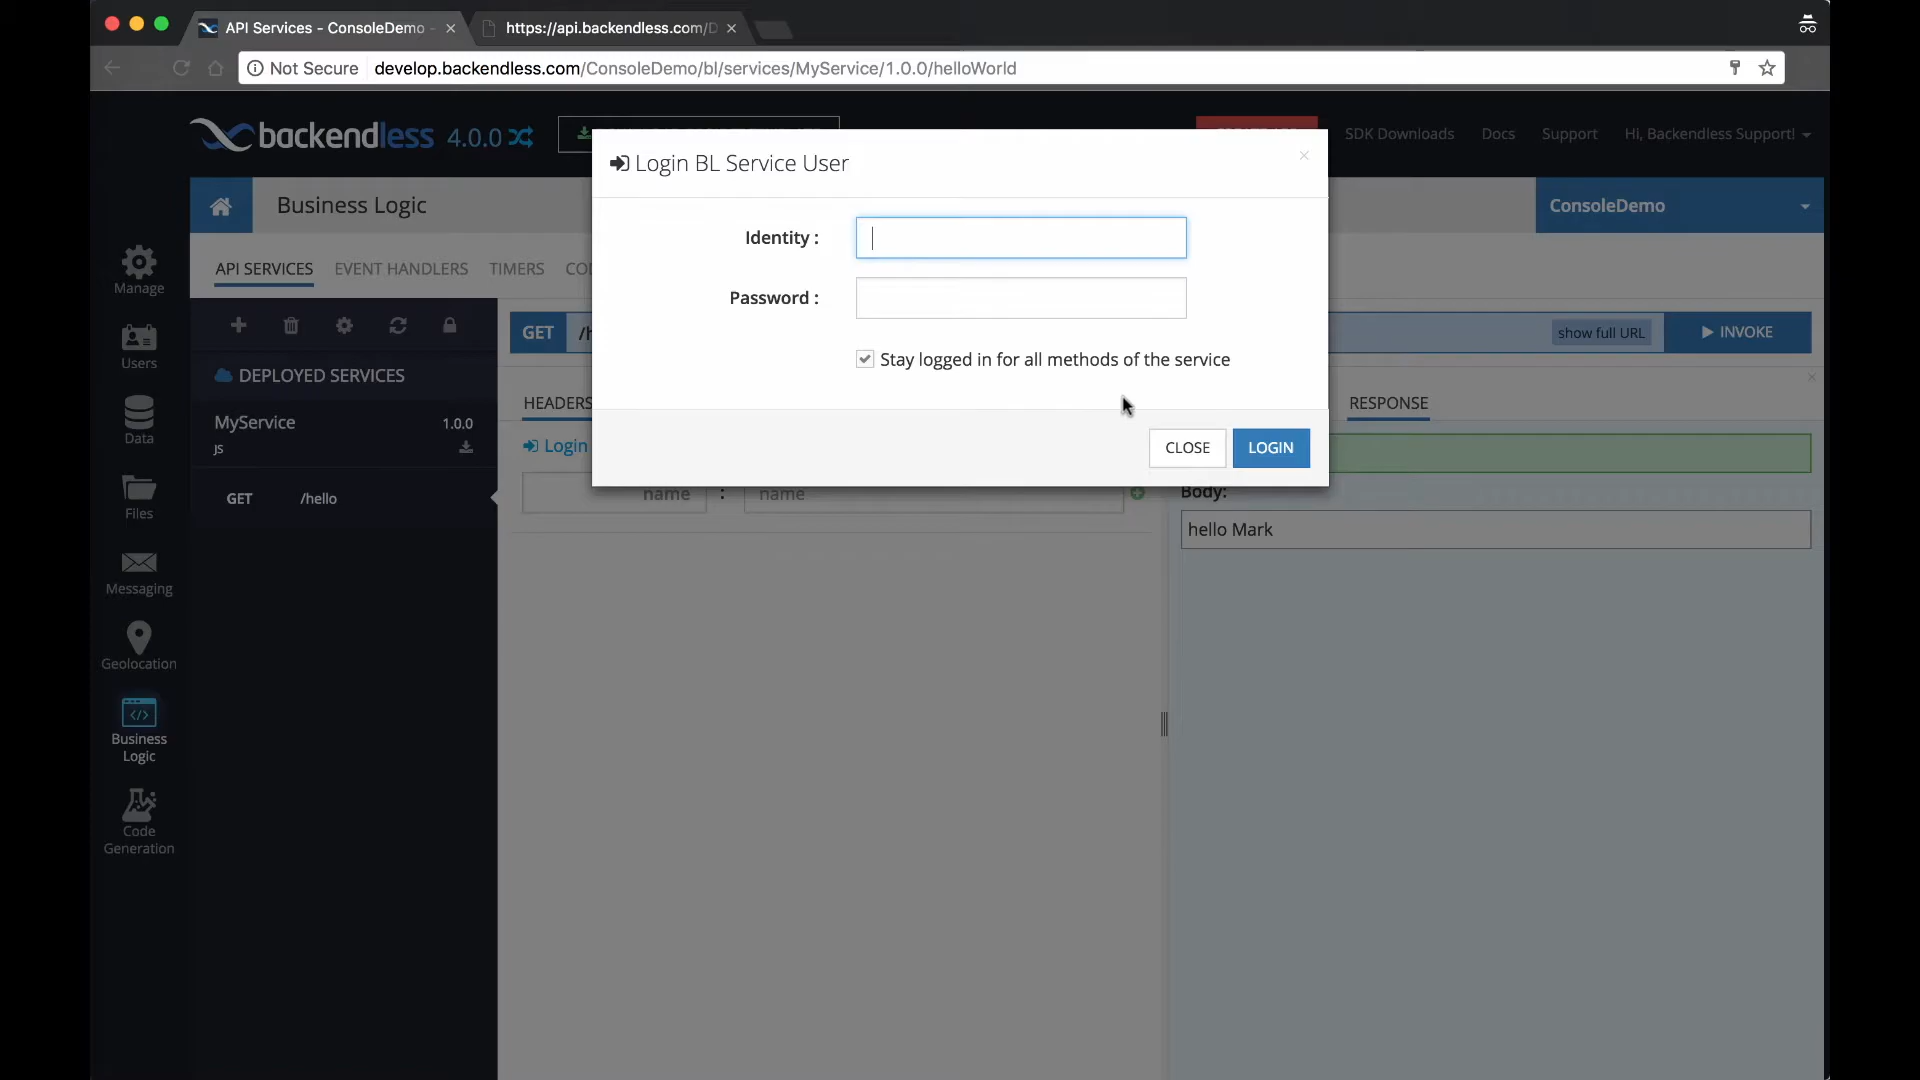 API Services - ConsoleDemo -
https://api.backendless.com/D
Not Secure develop.backendless.com/ConsoleDemo/bl/services/MyService/1.0.0/helloWorld
backendless 4.0.0
SDK Downloads
Docs
Support
Hi, Backendless Support!
Login BL Service User
Business Logic
ConsoleDemo
Identity :
Password :
Stay logged in for all methods of the service
CLOSE
LOGIN
API SERVICES
EVENT HANDLERS
TIMERS
Manage
Users
Data
Files
Messaging
Geolocation
Business
Logic
Code
Generation
DEPLOYED SERVICES
MyService 1.0.0
JS
GET /hello
GET
show full URL
INVOKE
HEADERS
RESPONSE
Login
name : name
Body:
hello Mark